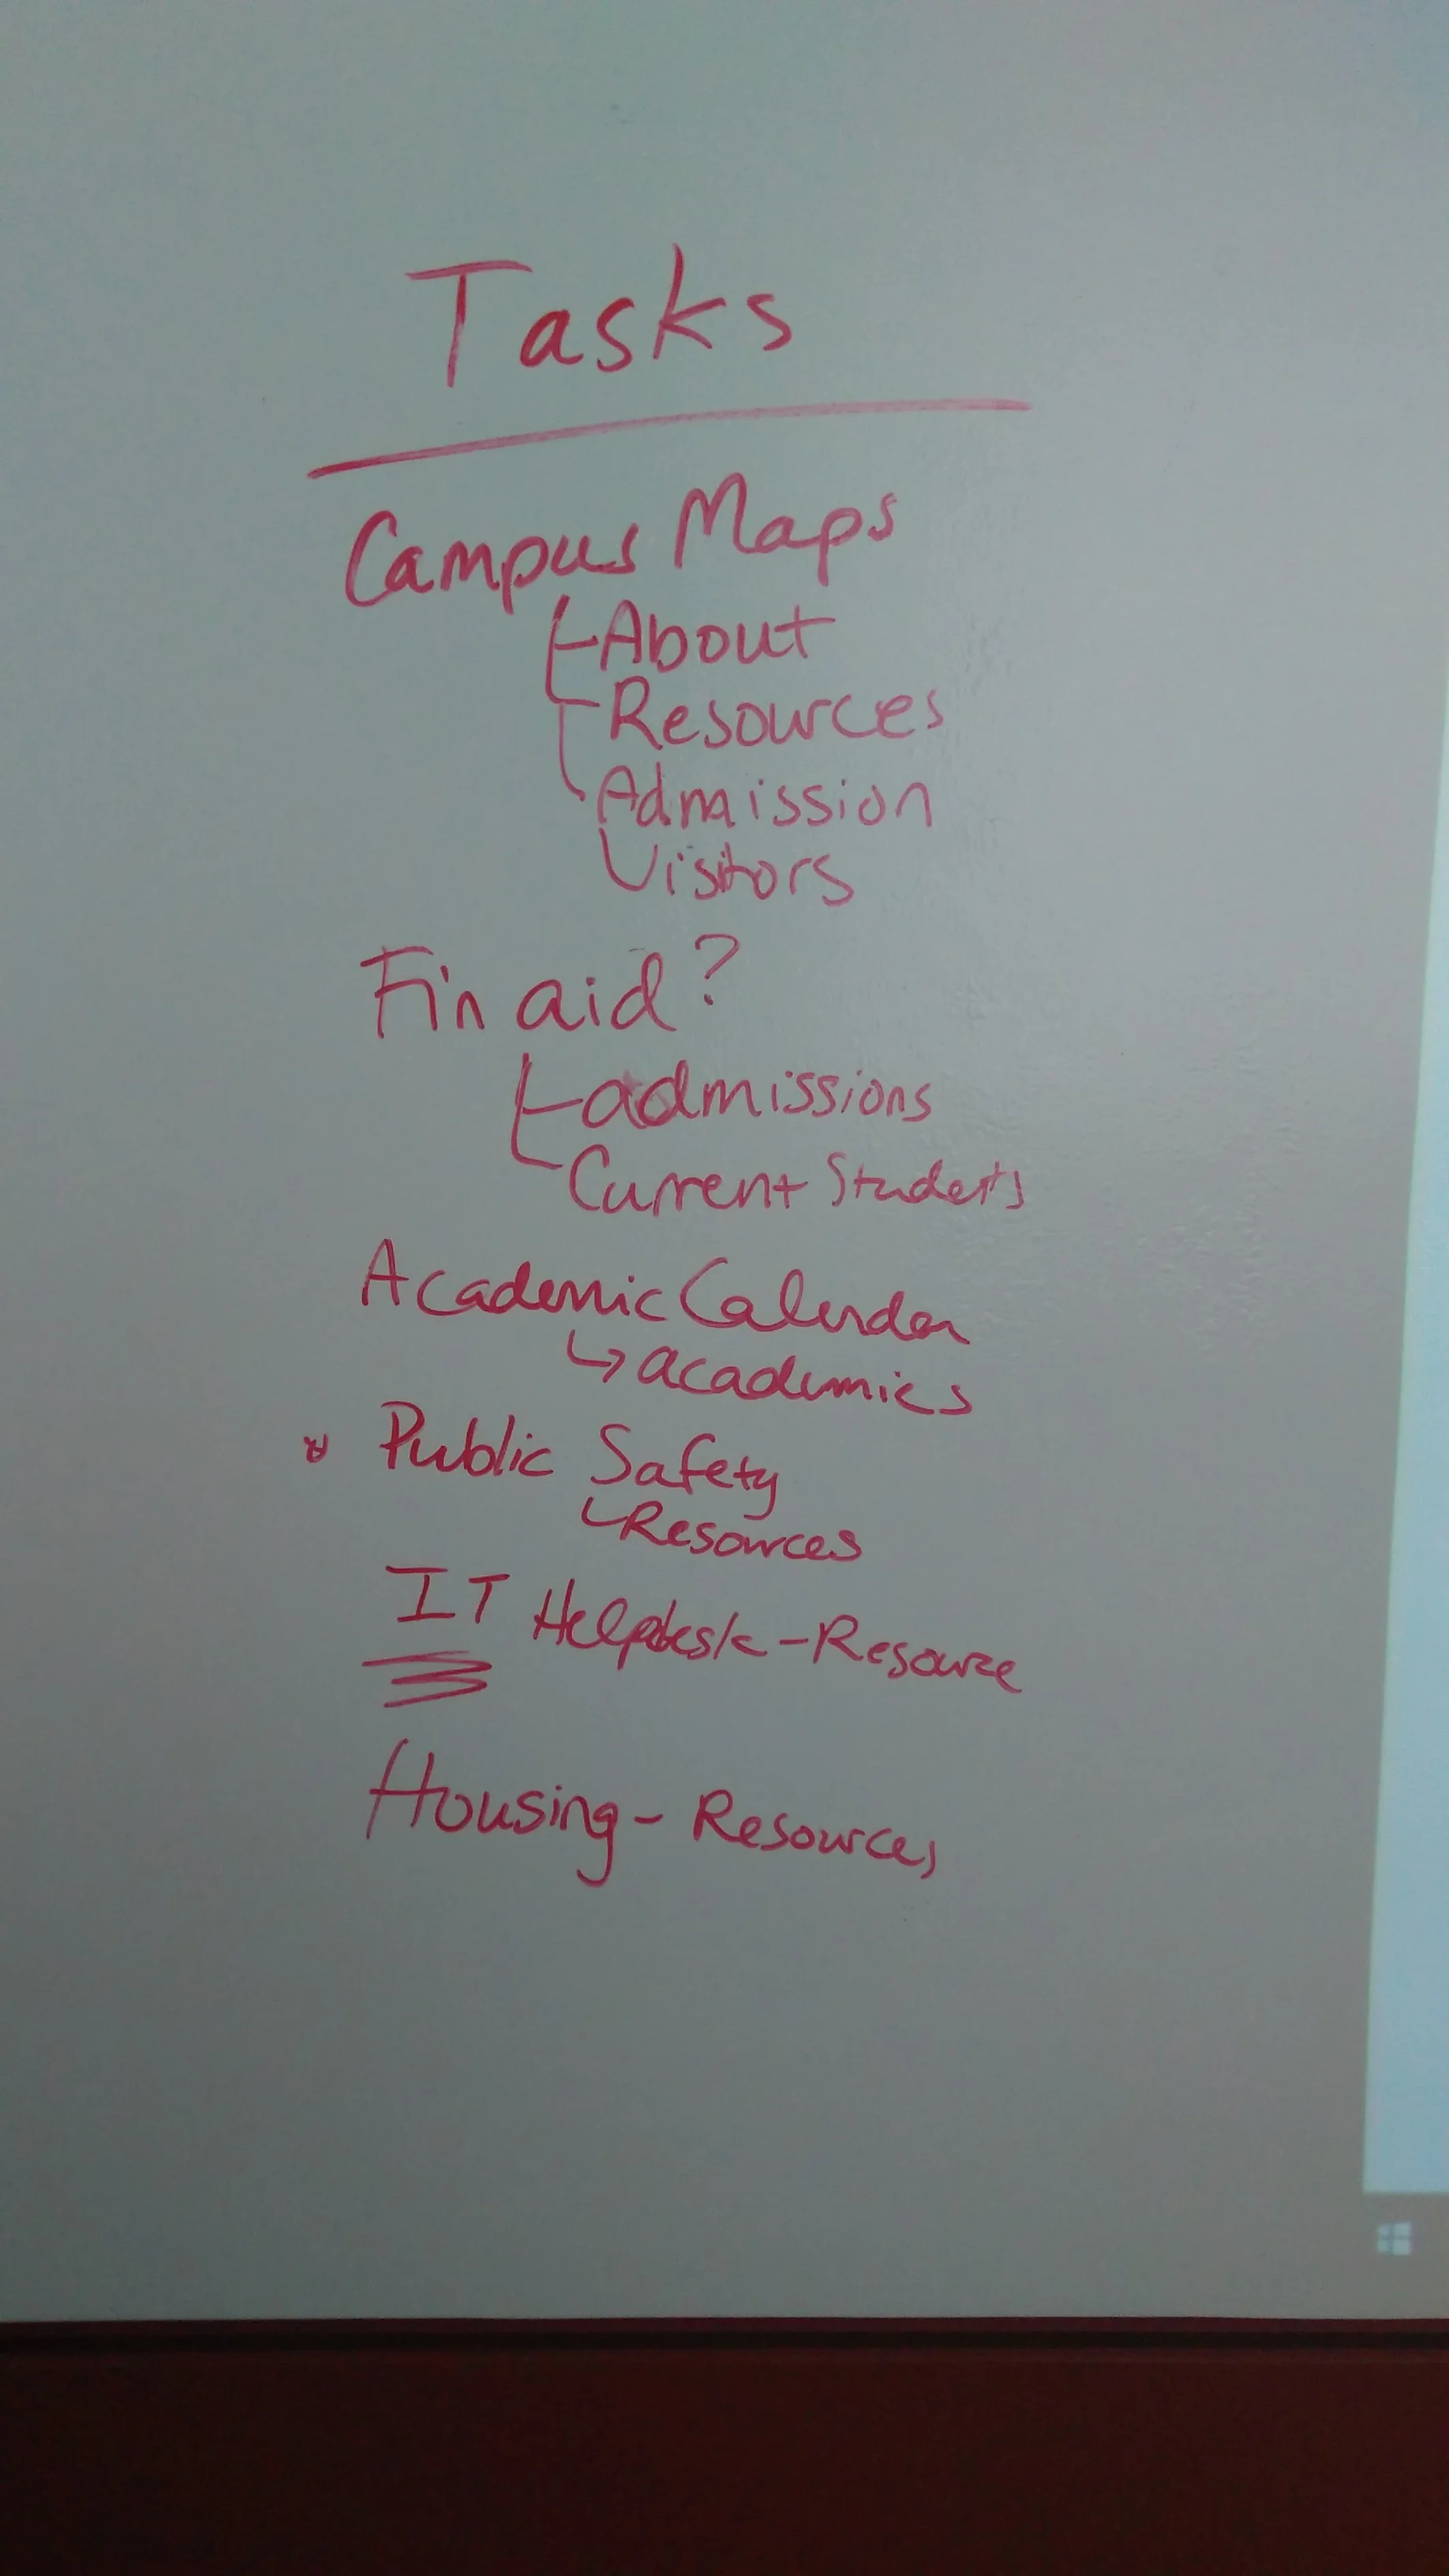 Tasks
Campus Maps
About
Resources
Admission
Visitors
Fin aid?
admissions
Current Students
Academic Calendar
↳ academics
* Public Safety
Resources
IT Helpdesk - Resource
Housing - Resources